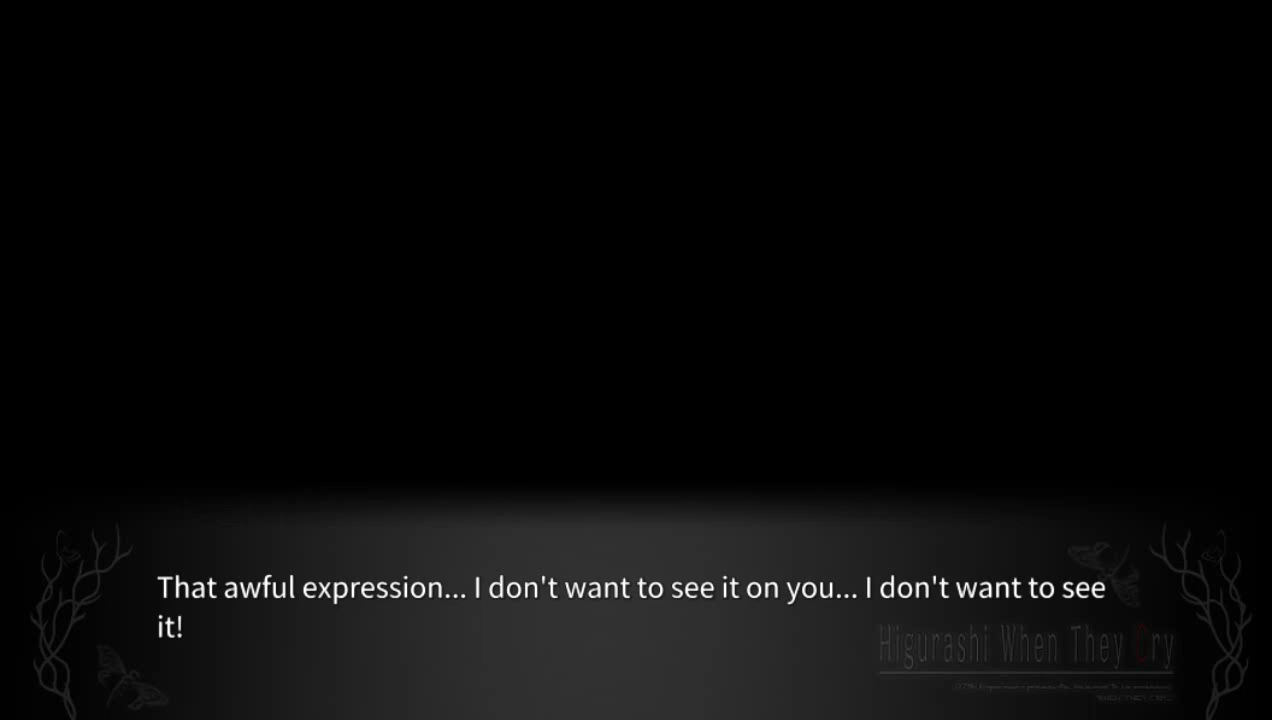 That awful expression... I don't want to see it on you... I don't want to see
it!
Higurashi When They Cry